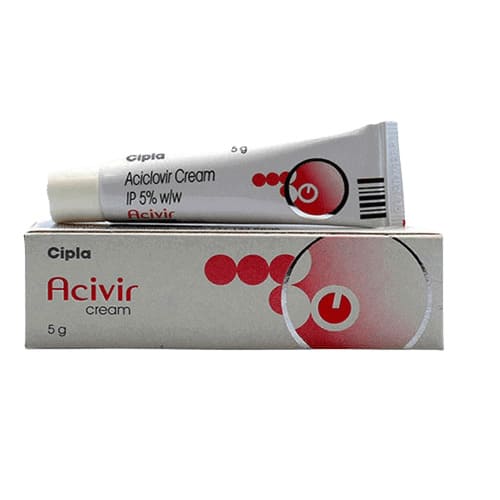 Cipla
5 g
Aciclovir Cream
IP 5% w/w
Acivir
Cipla
Acivir
cream
5 g